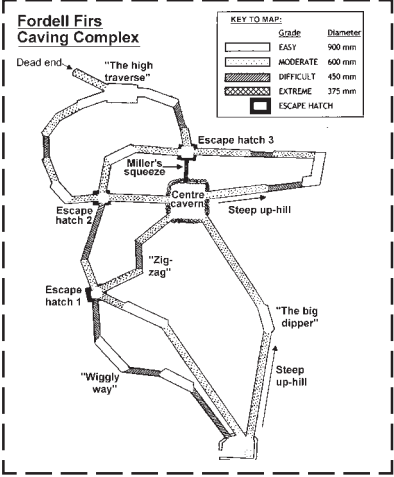 Fordell Firs
Caving Complex
KEY TO MAP:
Grade Diameter
EASY 900 mm
MODERATE 600 mm
DIFFICULT 450 mm
EXTREME 375 mm
ESCAPE HATCH
Dead end
"The high
traverse"
Escape hatch 3
Miller's
squeeze
Centre
cavern
Steep up-hill
Escape
hatch 2
"Zig-
zag"
Escape
hatch 1
"The big
dipper"
"Wiggly
way"
Steep
up-hill